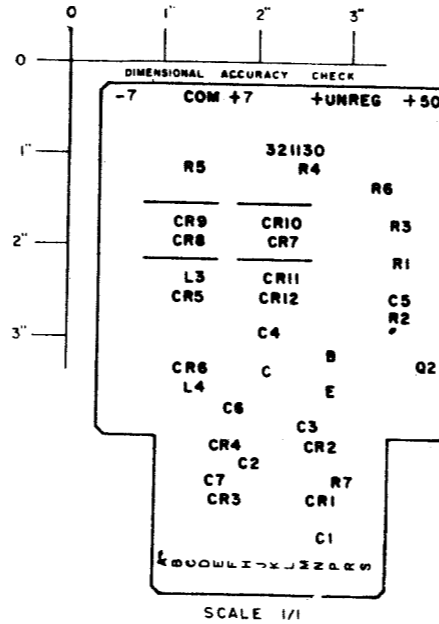 0 1" 2" 3"
0
DIMENSIONAL ACCURACY CHECK
-7 COM +7 +UNREG +50
1"
321130
R5 R4
R6
CR9 CR10 R3
2" CR8 CR7
R1
L3 CR11
CR5 CR12 C5
R2
3" C4
B
CR6 C Q2
L4 E
C6
C3
CR4 CR2
C2
C7 R7
CR3 CR1
C1
A B C D E F H J K L M N P R S
SCALE 1/1